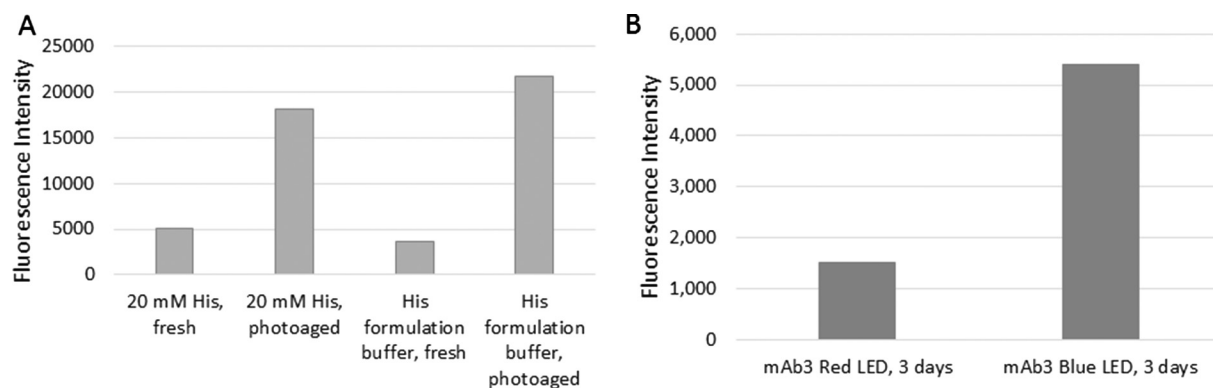 A
Fluorescence Intensity
25000
20000
15000
10000
5000
0
20 mM His,
fresh
20 mM His,
photoaged
His
formulation
buffer, fresh
His
formulation
buffer,
photoaged
B
Fluorescence Intensity
6,000
5,000
4,000
3,000
2,000
1,000
0
mAb3 Red LED, 3 days
mAb3 Blue LED, 3 days